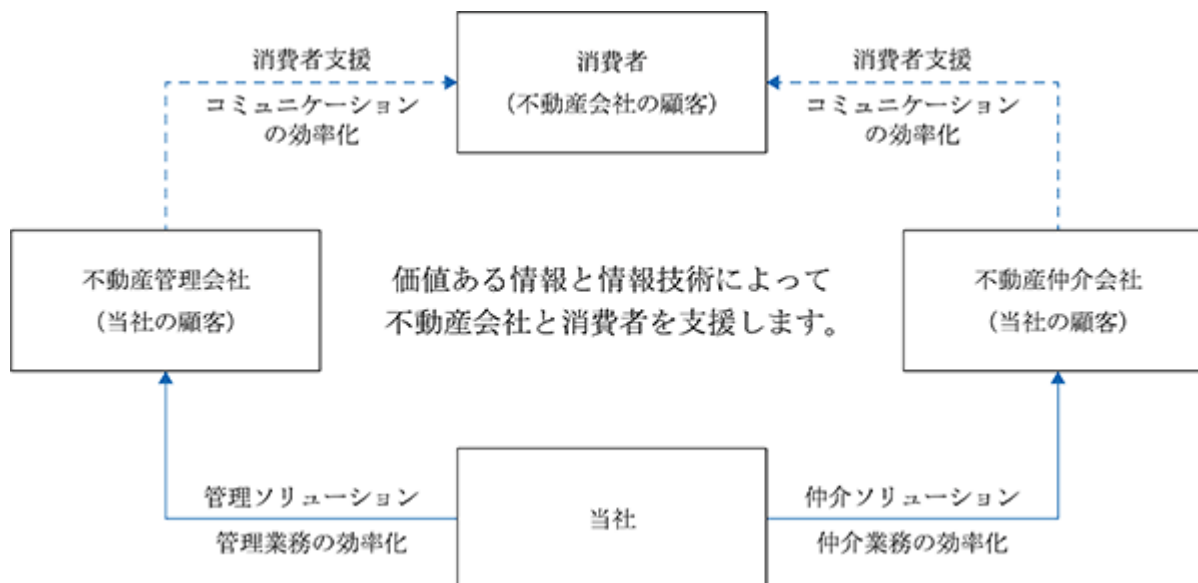 消費者支援
コミュニケーション
の効率化
消費者
（不動産会社の顧客）
消費者支援
コミュニケーション
の効率化
不動産管理会社
（当社の顧客）
価値ある情報と情報技術によって
不動産会社と消費者を支援します。
不動産仲介会社
（当社の顧客）
管理ソリューション
管理業務の効率化
当社
仲介ソリューション
仲介業務の効率化